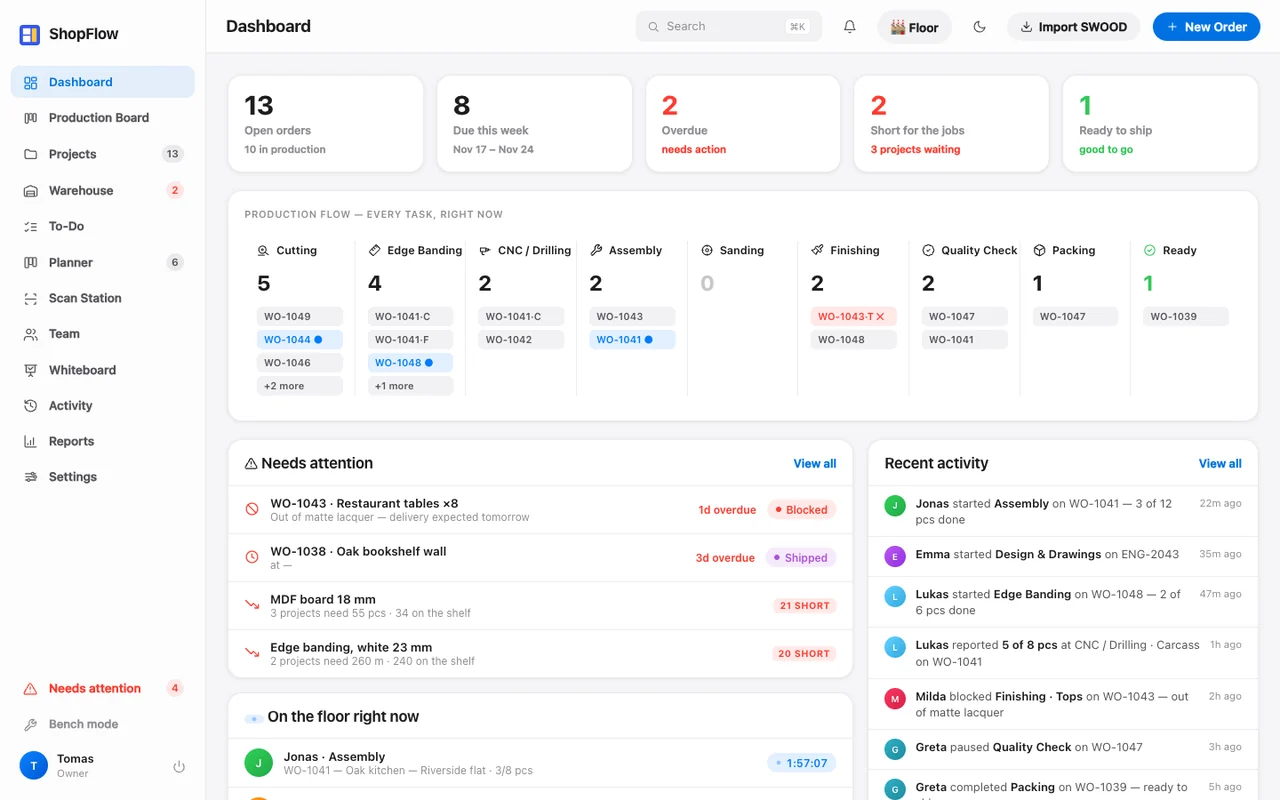 ShopFlow
Dashboard
Production Board
Projects 13
Warehouse 2
To-Do
Planner 6
Scan Station
Team
Whiteboard
Activity
Reports
Settings
Needs attention 4
Bench mode
T
Tomas
Owner
Dashboard
Search ⌘K
Floor
Import SWOOD
+ New Order
13
Open orders
10 in production
8
Due this week
Nov 17 – Nov 24
2
Overdue
needs action
2
Short for the jobs
3 projects waiting
1
Ready to ship
good to go
PRODUCTION FLOW — EVERY TASK, RIGHT NOW
Cutting
5
WO-1049
WO-1044
WO-1046
+2 more
Edge Banding
4
WO-1041·C
WO-1041·F
WO-1048
+1 more
CNC / Drilling
2
WO-1041·C
WO-1042
Assembly
2
WO-1043
WO-1041
Sanding
0
Finishing
2
WO-1043·T
WO-1048
Quality Check
2
WO-1047
WO-1041
Packing
1
WO-1047
Ready
1
WO-1039
Needs attention View all
WO-1043 · Restaurant tables ×8
Out of matte lacquer — delivery expected tomorrow
1d overdue Blocked
WO-1038 · Oak bookshelf wall
at —
3d overdue Shipped
MDF board 18 mm
3 projects need 55 pcs · 34 on the shelf
21 SHORT
Edge banding, white 23 mm
2 projects need 260 m · 240 on the shelf
20 SHORT
On the floor right now
J
Jonas · Assembly
WO-1041 — Oak kitchen — Riverside flat · 3/8 pcs
1:57:07
Recent activity View all
J
Jonas started Assembly on WO-1041 — 3 of 12
pcs done
22m ago
E
Emma started Design & Drawings on ENG-2043
35m ago
L
Lukas started Edge Banding on WO-1048 — 2 of
6 pcs done
47m ago
L
Lukas reported 5 of 8 pcs at CNC / Drilling · Carcass
on WO-1041
1h ago
M
Milda blocked Finishing · Tops on WO-1043 — out
of matte lacquer
2h ago
G
Greta paused Quality Check on WO-1047
3h ago
G
Greta completed Packing on WO-1039 — ready to
5h ago